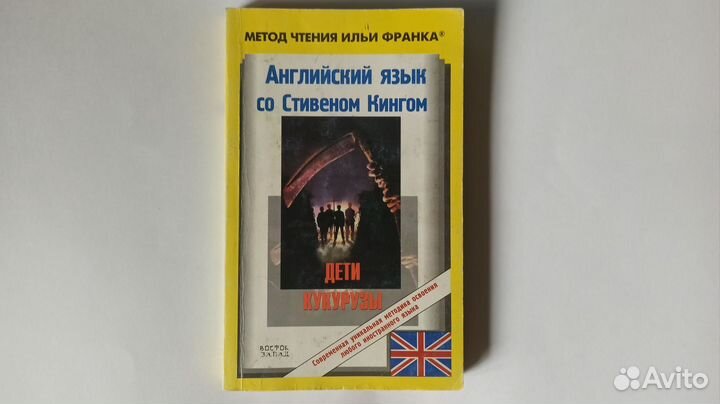 МЕТОД ЧТЕНИЯ ИЛЬИ ФРАНКА®
Английский язык
со Стивеном Кингом
ДЕТИ
КУКУРУЗЫ
Современная уникальная методика освоения
любого иностранного языка
ВОСТОК
ЗАПАД
Avito